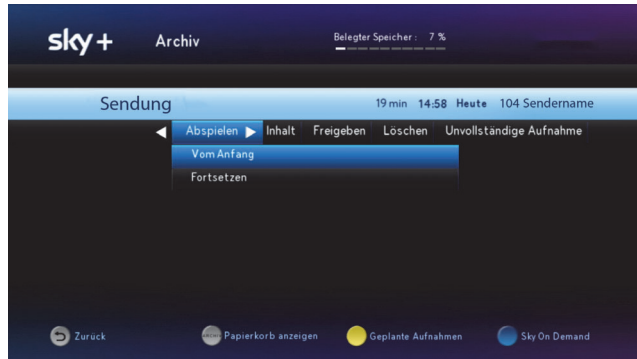 sky+ Archiv Belegter Speicher : 7 %
Sendung 19 min 14:58 Heute 104 Sendername
Abspielen Inhalt Freigeben Löschen Unvollständige Aufnahme
Vom Anfang
Fortsetzen
Zurück ARCHIV Papierkorb anzeigen Geplante Aufnahmen Sky On Demand